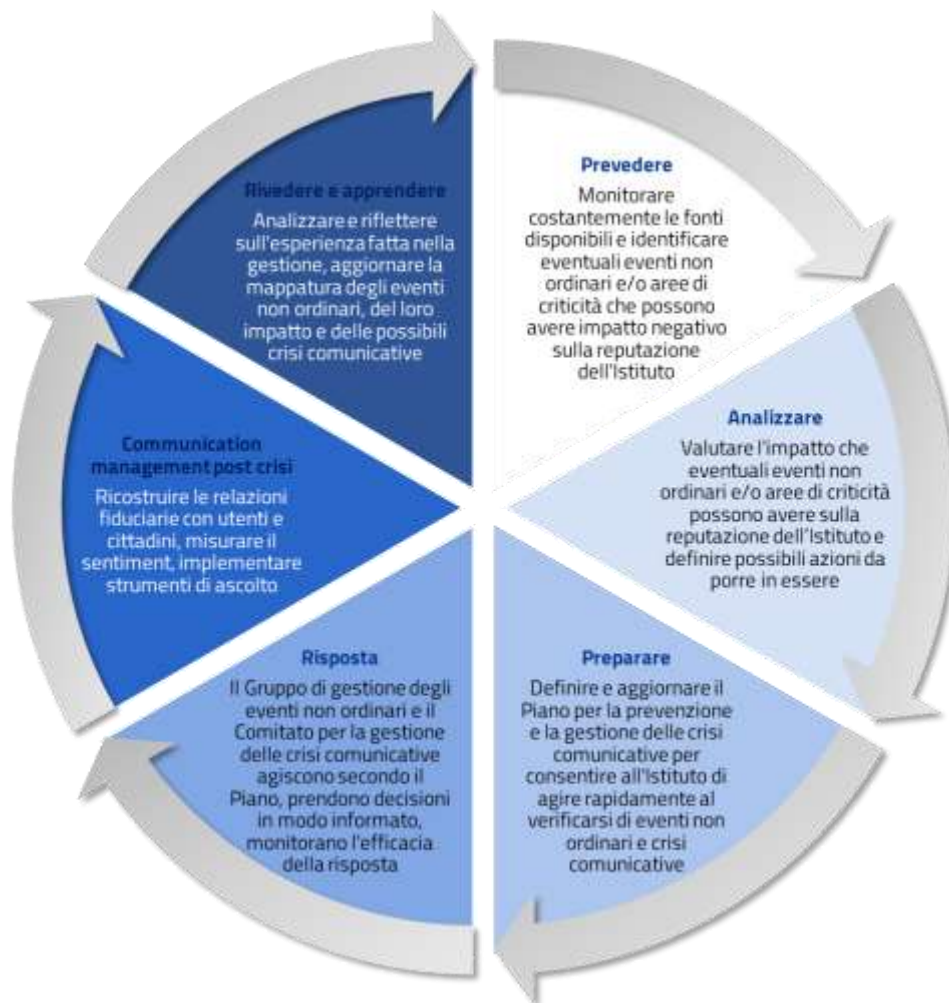 Prevedere
Monitorare
costantemente le fonti
disponibili e identificare
eventuali eventi non
ordinari e/o aree di
criticità che possono
avere impatto negativo
sulla reputazione
dell'Istituto
Analizzare
Valutare l'impatto che
eventuali eventi non
ordinari e/o aree di criticità
possono avere sulla
reputazione dell'Istituto e
definire possibili azioni da
porre in essere
Preparare
Definire e aggiornare il
Piano per la prevenzione
e la gestione delle crisi
comunicative per
consentire all'Istituto di
agire rapidamente al
verificarsi di eventi non
ordinari e crisi
comunicative
Risposta
Il Gruppo di gestione degli
eventi non ordinari e il
Comitato per la gestione
delle crisi comunicative
agiscono secondo il
Piano, prendono decisioni
in modo informato,
monitorano l'efficacia
della risposta
Communication
management post crisi
Ricostruire le relazioni
fiduciarie con utenti e
cittadini, misurare il
sentiment, implementare
strumenti di ascolto
Rivedere e apprendere
Analizzare e riflettere
sull'esperienza fatta nella
gestione, aggiornare la
mappatura degli eventi
non ordinari, del loro
impatto e delle possibili
crisi comunicative